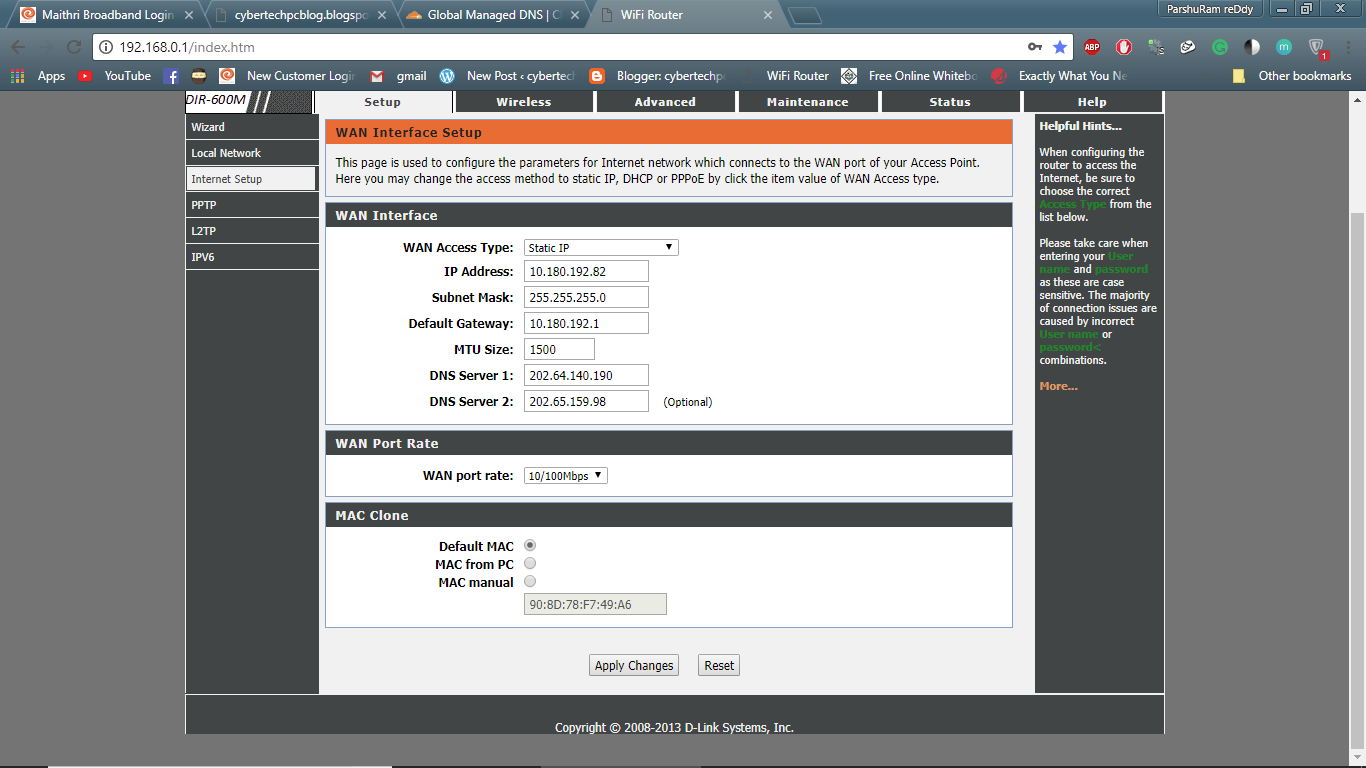 ParshuRam reDdy
Maithri Broadband Login
cybertechpcblog.blogspo
Global Managed DNS | C
WiFi Router
192.168.0.1/index.htm
ABP
m
1
Apps
YouTube
New Customer Login
gmail
New Post ‹ cybertech
Blogger: cybertechpc
WiFi Router
Free Online Whitebo
Exactly What You Ne
Other bookmarks
DIR-600M
Setup
Wireless
Advanced
Maintenance
Status
Help
Wizard
Local Network
Internet Setup
PPTP
L2TP
IPV6
WAN Interface Setup
This page is used to configure the parameters for Internet network which connects to the WAN port of your Access Point.
Here you may change the access method to static IP, DHCP or PPPoE by click the item value of WAN Access type.
WAN Interface
WAN Access Type: Static IP
IP Address: 10.180.192.82
Subnet Mask: 255.255.255.0
Default Gateway: 10.180.192.1
MTU Size: 1500
DNS Server 1: 202.64.140.190
DNS Server 2: 202.65.159.98 (Optional)
WAN Port Rate
WAN port rate: 10/100Mbps
MAC Clone
Default MAC
MAC from PC
MAC manual
90:8D:78:F7:49:A6
Apply Changes
Reset
Helpful Hints...
When configuring the
router to access the
Internet, be sure to
choose the correct
Access Type from the
list below.
Please take care when
entering your User
name and password
as these are case
sensitive. The majority
of connection issues are
caused by incorrect
User name or
password<
combinations.
More...
Copyright © 2008-2013 D-Link Systems, Inc.